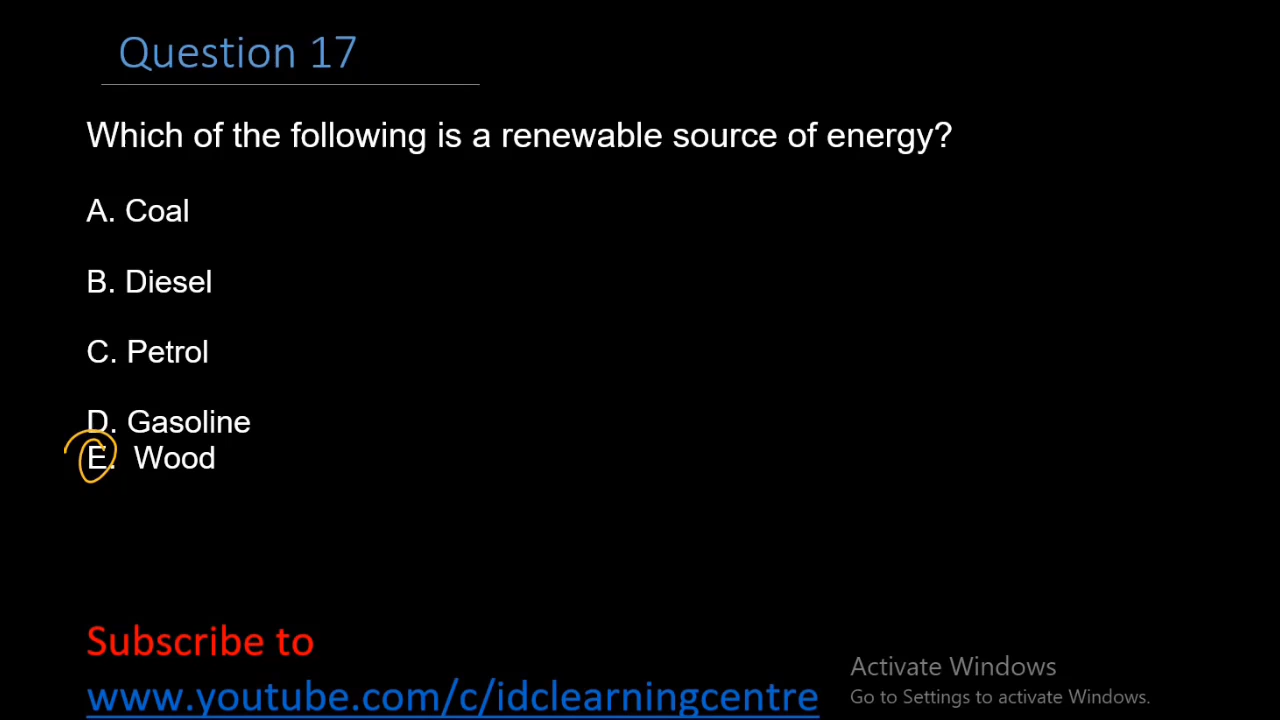 Question 17
Which of the following is a renewable source of energy?
A. Coal
B. Diesel
C. Petrol
D. Gasoline
E. Wood
Subscribe to
www.youtube.com/c/idclearningcentre
Activate Windows
Go to Settings to activate Windows.